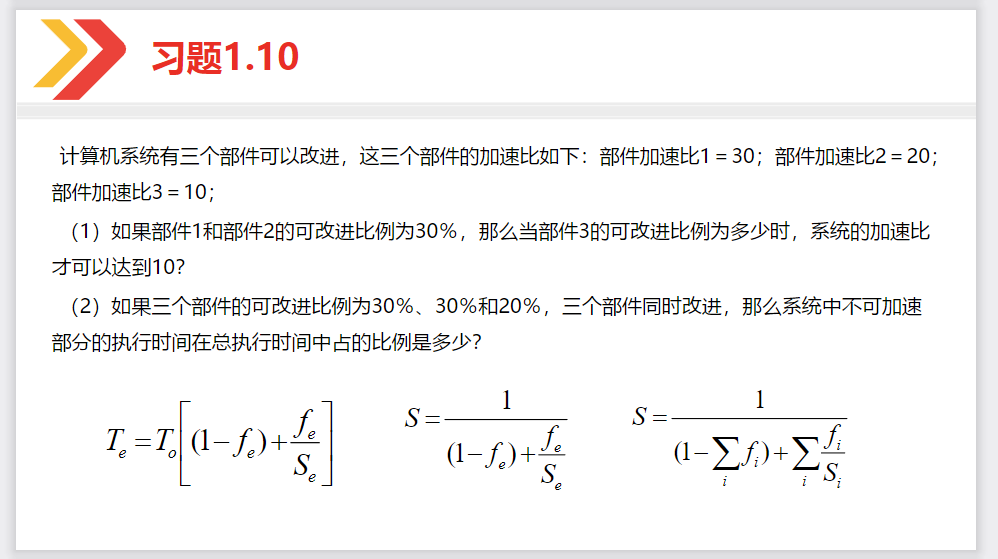 习题1.10
计算机系统有三个部件可以改进，这三个部件的加速比如下：部件加速比1＝30；部件加速比2＝20；
部件加速比3＝10；
（1）如果部件1和部件2的可改进比例为30%，那么当部件3的可改进比例为多少时，系统的加速比
才可以达到10？
（2）如果三个部件的可改进比例为30%、30%和20%，三个部件同时改进，那么系统中不可加速
部分的执行时间在总执行时间中占的比例是多少？
T_e = T_o [ (1 − f_e) + f_e / S_e ]
S = 1 / ( (1 − f_e) + f_e / S_e )
S = 1 / ( (1 − ∑_i f_i) + ∑_i f_i / S_i )